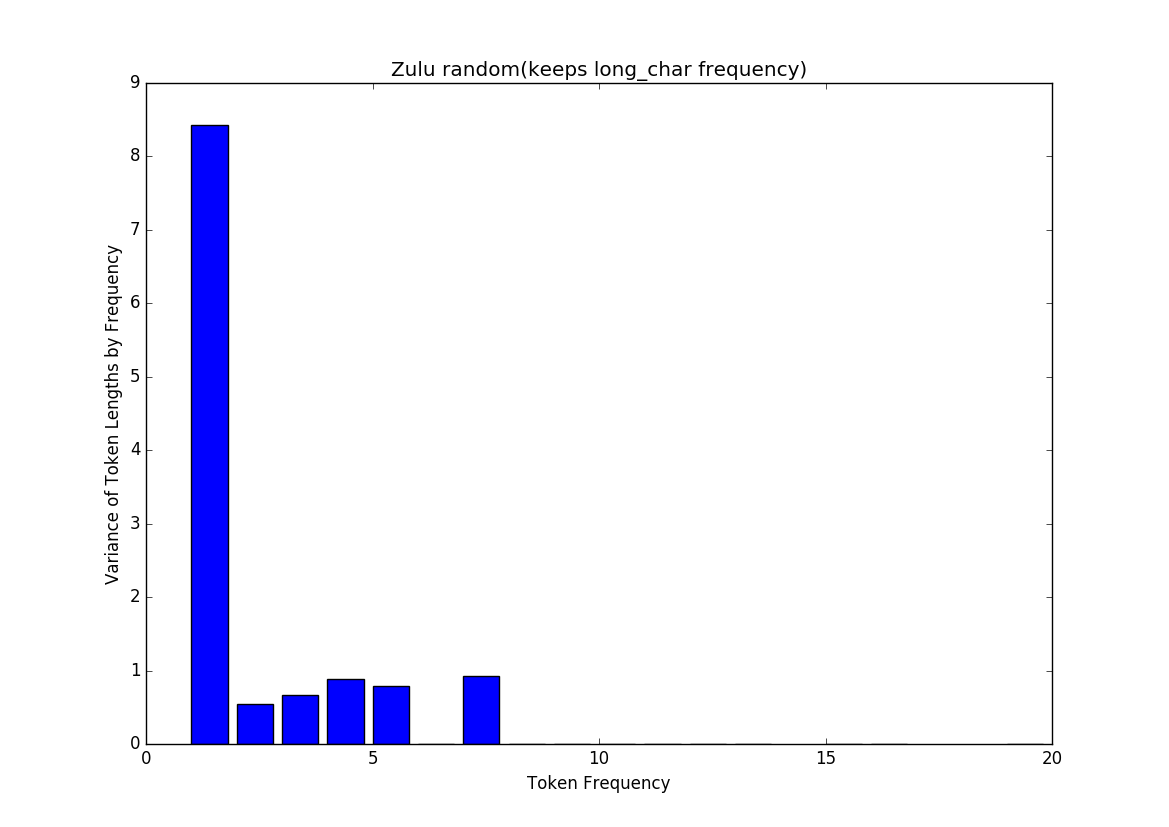 Zulu random(keeps long_char frequency)
9
8
7
6
5
4
3
2
1
0
Variance of Token Lengths by Frequency
0 5 10 15 20
Token Frequency